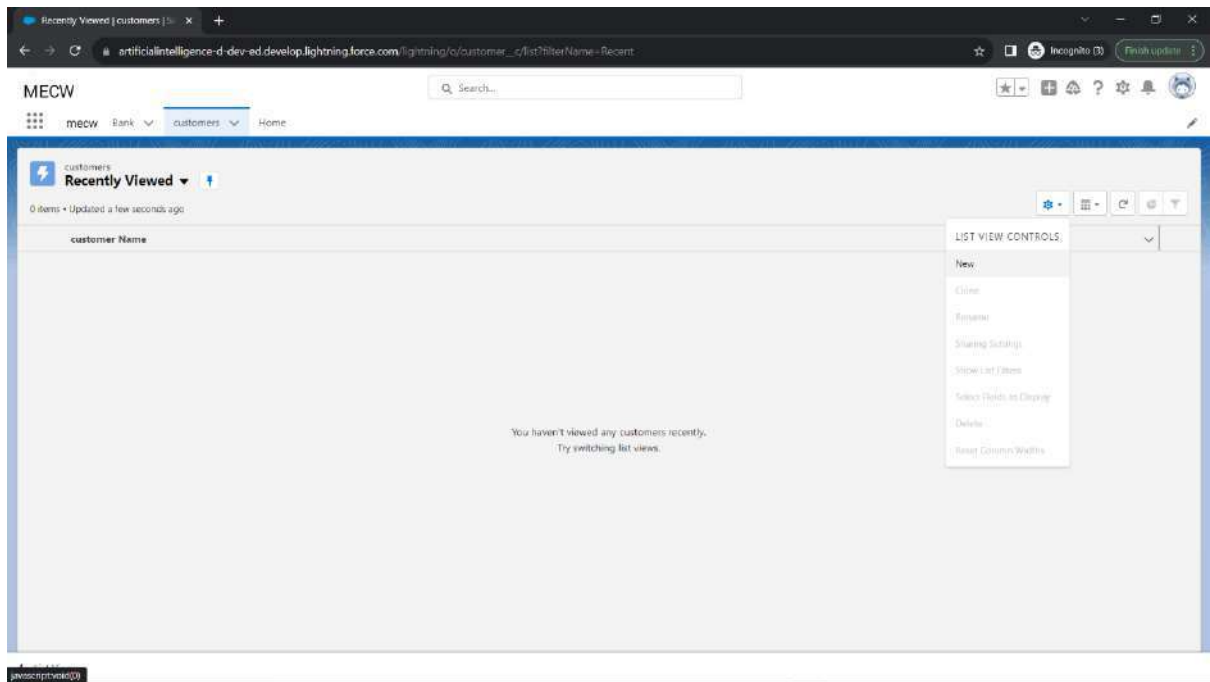 Recently Viewed | customers | S
artificialintelligence-d-dev-ed.develop.lightning.force.com/lightning/o/customer__c/list?filterName=Recent
Incognito (3)
Finish update
MECW
Search...
mecw Bank customers Home
customers
Recently Viewed
0 items • Updated a few seconds ago
customer Name
LIST VIEW CONTROLS
New
Clone
Rename
Sharing Settings
Show List Filters
Select Fields to Display
Delete
Reset Column Widths
You haven't viewed any customers recently.
Try switching list views.
javascript:void(0)